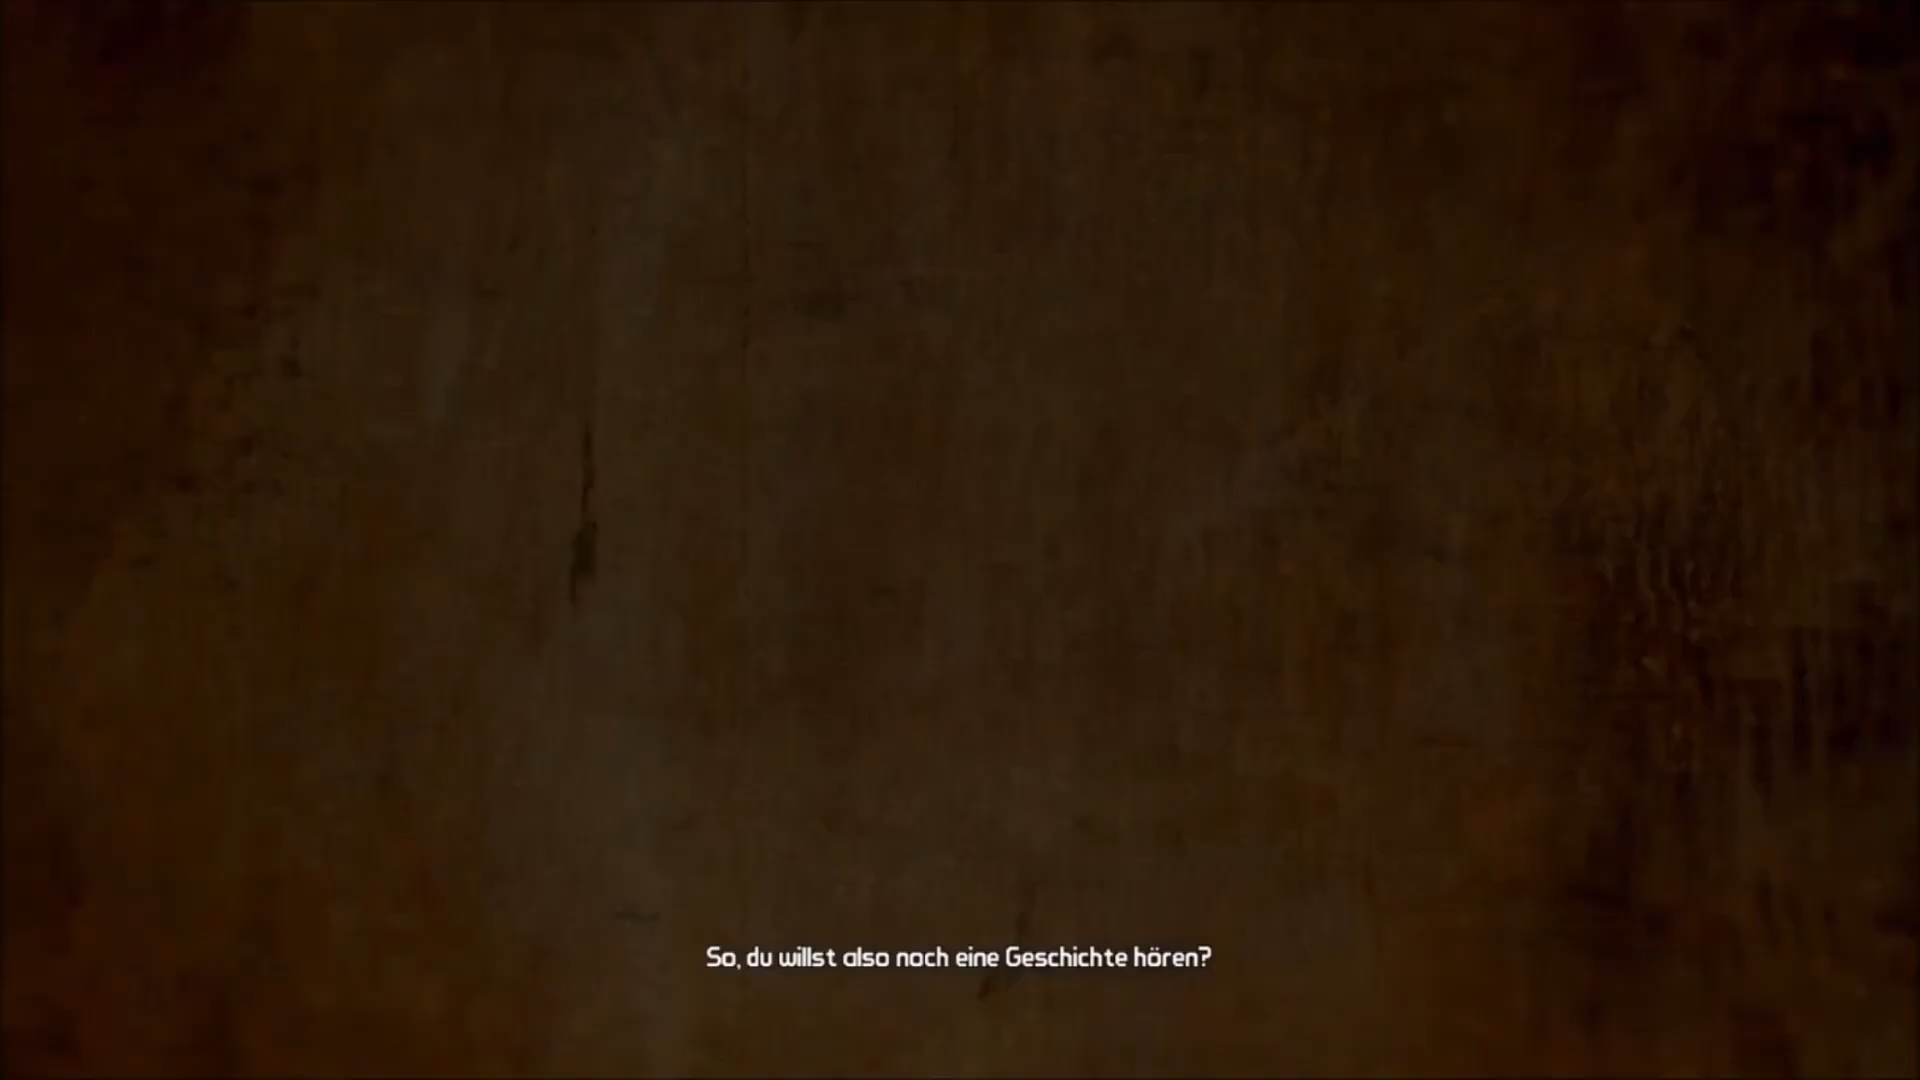 So, du willst also noch eine Geschichte hören?